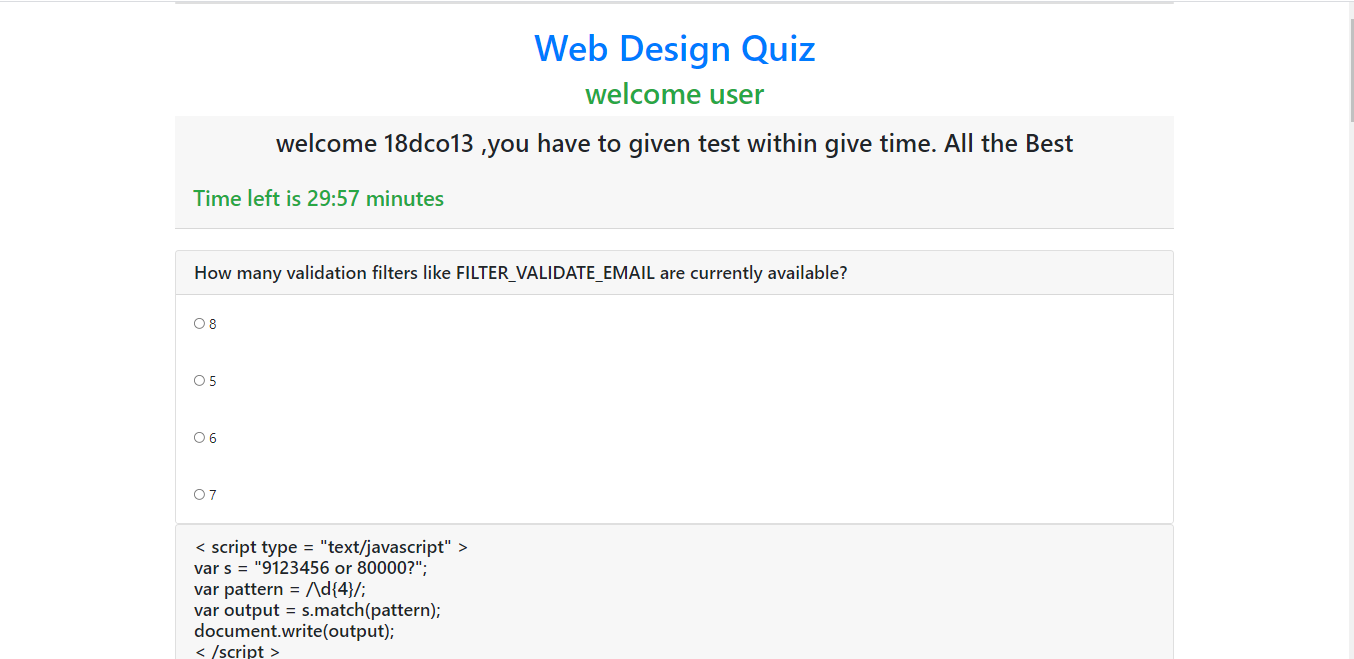 Web Design Quiz
welcome user
welcome 18dco13 ,you have to given test within give time. All the Best
Time left is 29:57 minutes
How many validation filters like FILTER_VALIDATE_EMAIL are currently available?
8
5
6
7
< script type = "text/javascript" >
var s = "9123456 or 80000?";
var pattern = /\d{4}/;
var output = s.match(pattern);
document.write(output);
< /script >